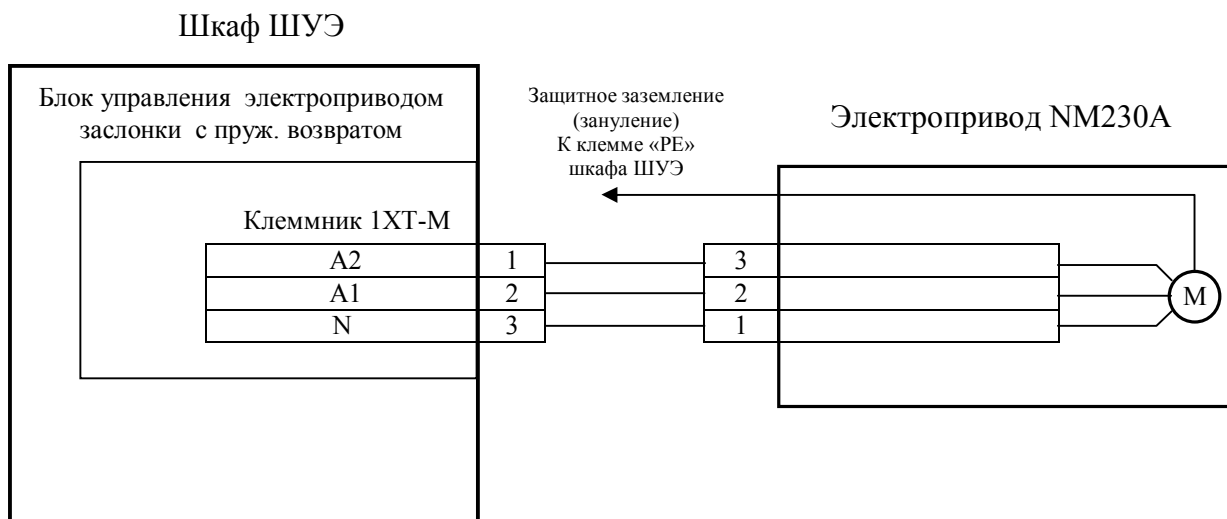 Шкаф ШУЭ
Блок управления электроприводом
заслонки с пруж. возвратом
Защитное заземление
(зануление)
К клемме «РЕ»
шкафа ШУЭ
Электропривод NM230A
Клеммник 1ХТ-М
А2 1 3
А1 2 2
N 3 1
М